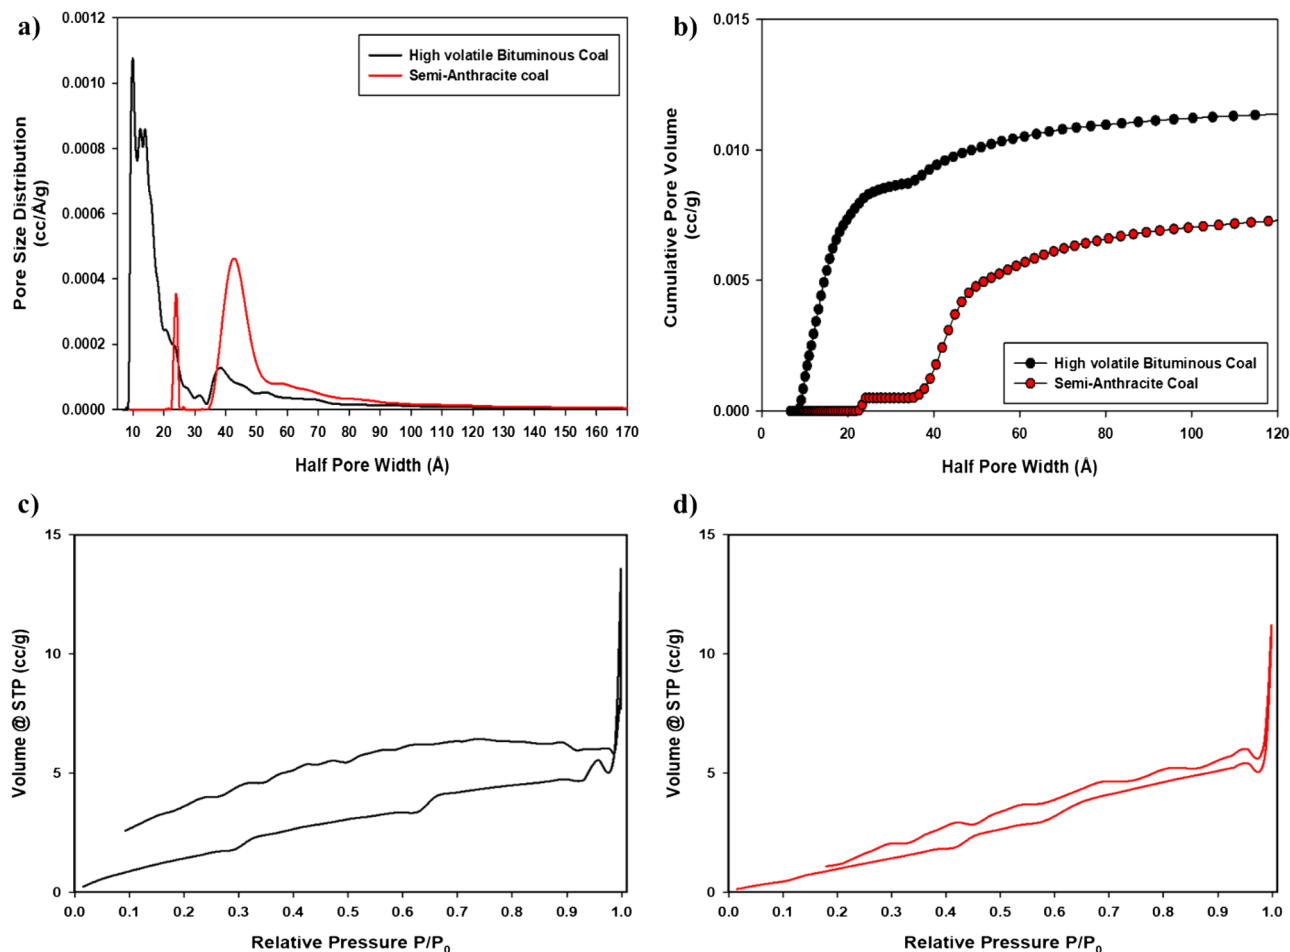 a)
Pore Size Distribution
(cc/Å/g)
0.0012
0.0010
0.0008
0.0006
0.0004
0.0002
0.0000
High volatile Bituminous Coal
Semi-Anthracite coal
10 20 30 40 50 60 70 80 90 100 110 120 130 140 150 160 170
Half Pore Width (Å)
b)
Cumulative Pore Volume
(cc/g)
0.015
0.010
0.005
0.000
High volatile Bituminous Coal
Semi-Anthracite Coal
0 20 40 60 80 100 120
Half Pore Width (Å)
c)
Volume @ STP (cc/g)
15
10
5
0
0.0 0.1 0.2 0.3 0.4 0.5 0.6 0.7 0.8 0.9 1.0
Relative Pressure P/P0
d)
Volume @ STP (cc/g)
15
10
5
0
0.0 0.1 0.2 0.3 0.4 0.5 0.6 0.7 0.8 0.9 1.0
Relative Pressure P/P0